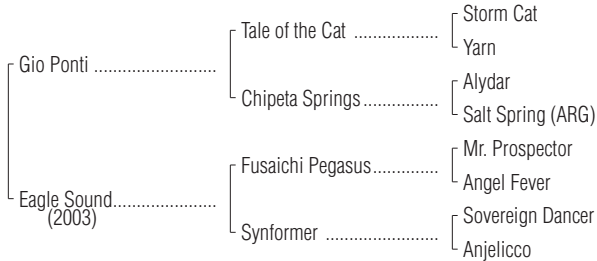 Storm Cat
Tale of the Cat ..................
Yarn
Gio Ponti ..........................
Alydar
Chipeta Springs................
Salt Spring (ARG)
Mr. Prospector
Fusaichi Pegasus..............
Angel Fever
Eagle Sound......................
(2003)
Sovereign Dancer
Synformer ........................
Anjelicco